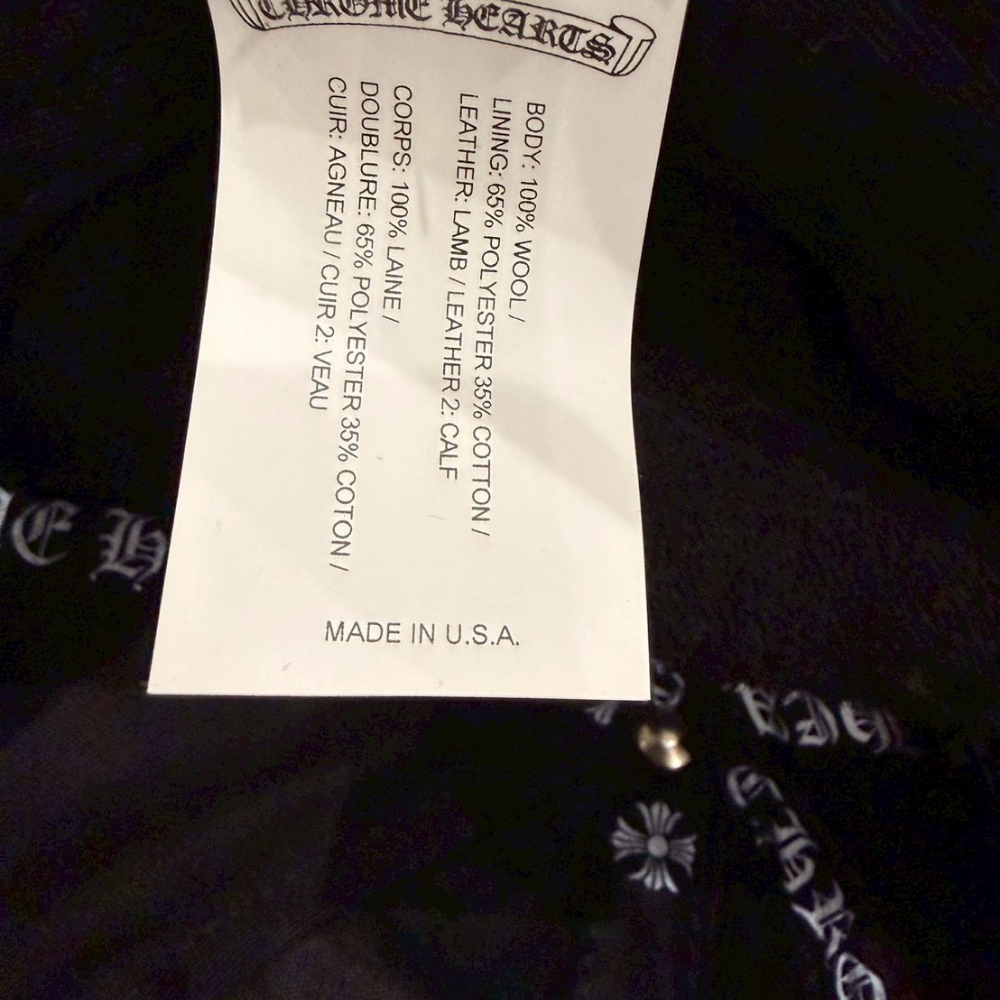 CHROME HEARTS
BODY: 100% WOOL /
LINING: 65% POLYESTER 35% COTTON /
LEATHER: LAMB / LEATHER 2: CALF
CORPS: 100% LAINE /
DOUBLURE: 65% POLYESTER 35% COTON /
CUIR: AGNEAU / CUIR 2: VEAU
MADE IN U.S.A.